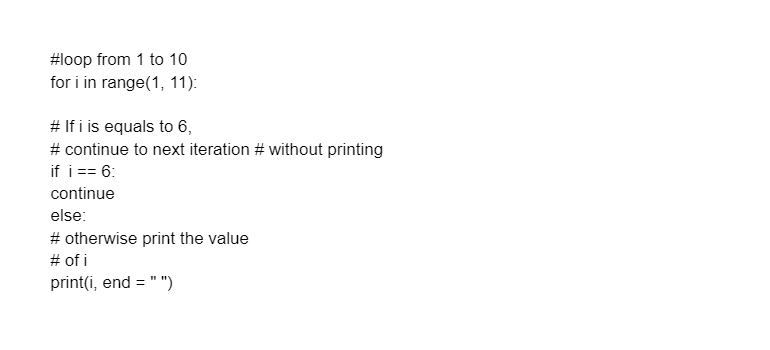 #loop from 1 to 10
for i in range(1, 11):
# If i is equals to 6,
# continue to next iteration # without printing
if  i == 6:
continue
else:
# otherwise print the value
# of i
print(i, end = " ")